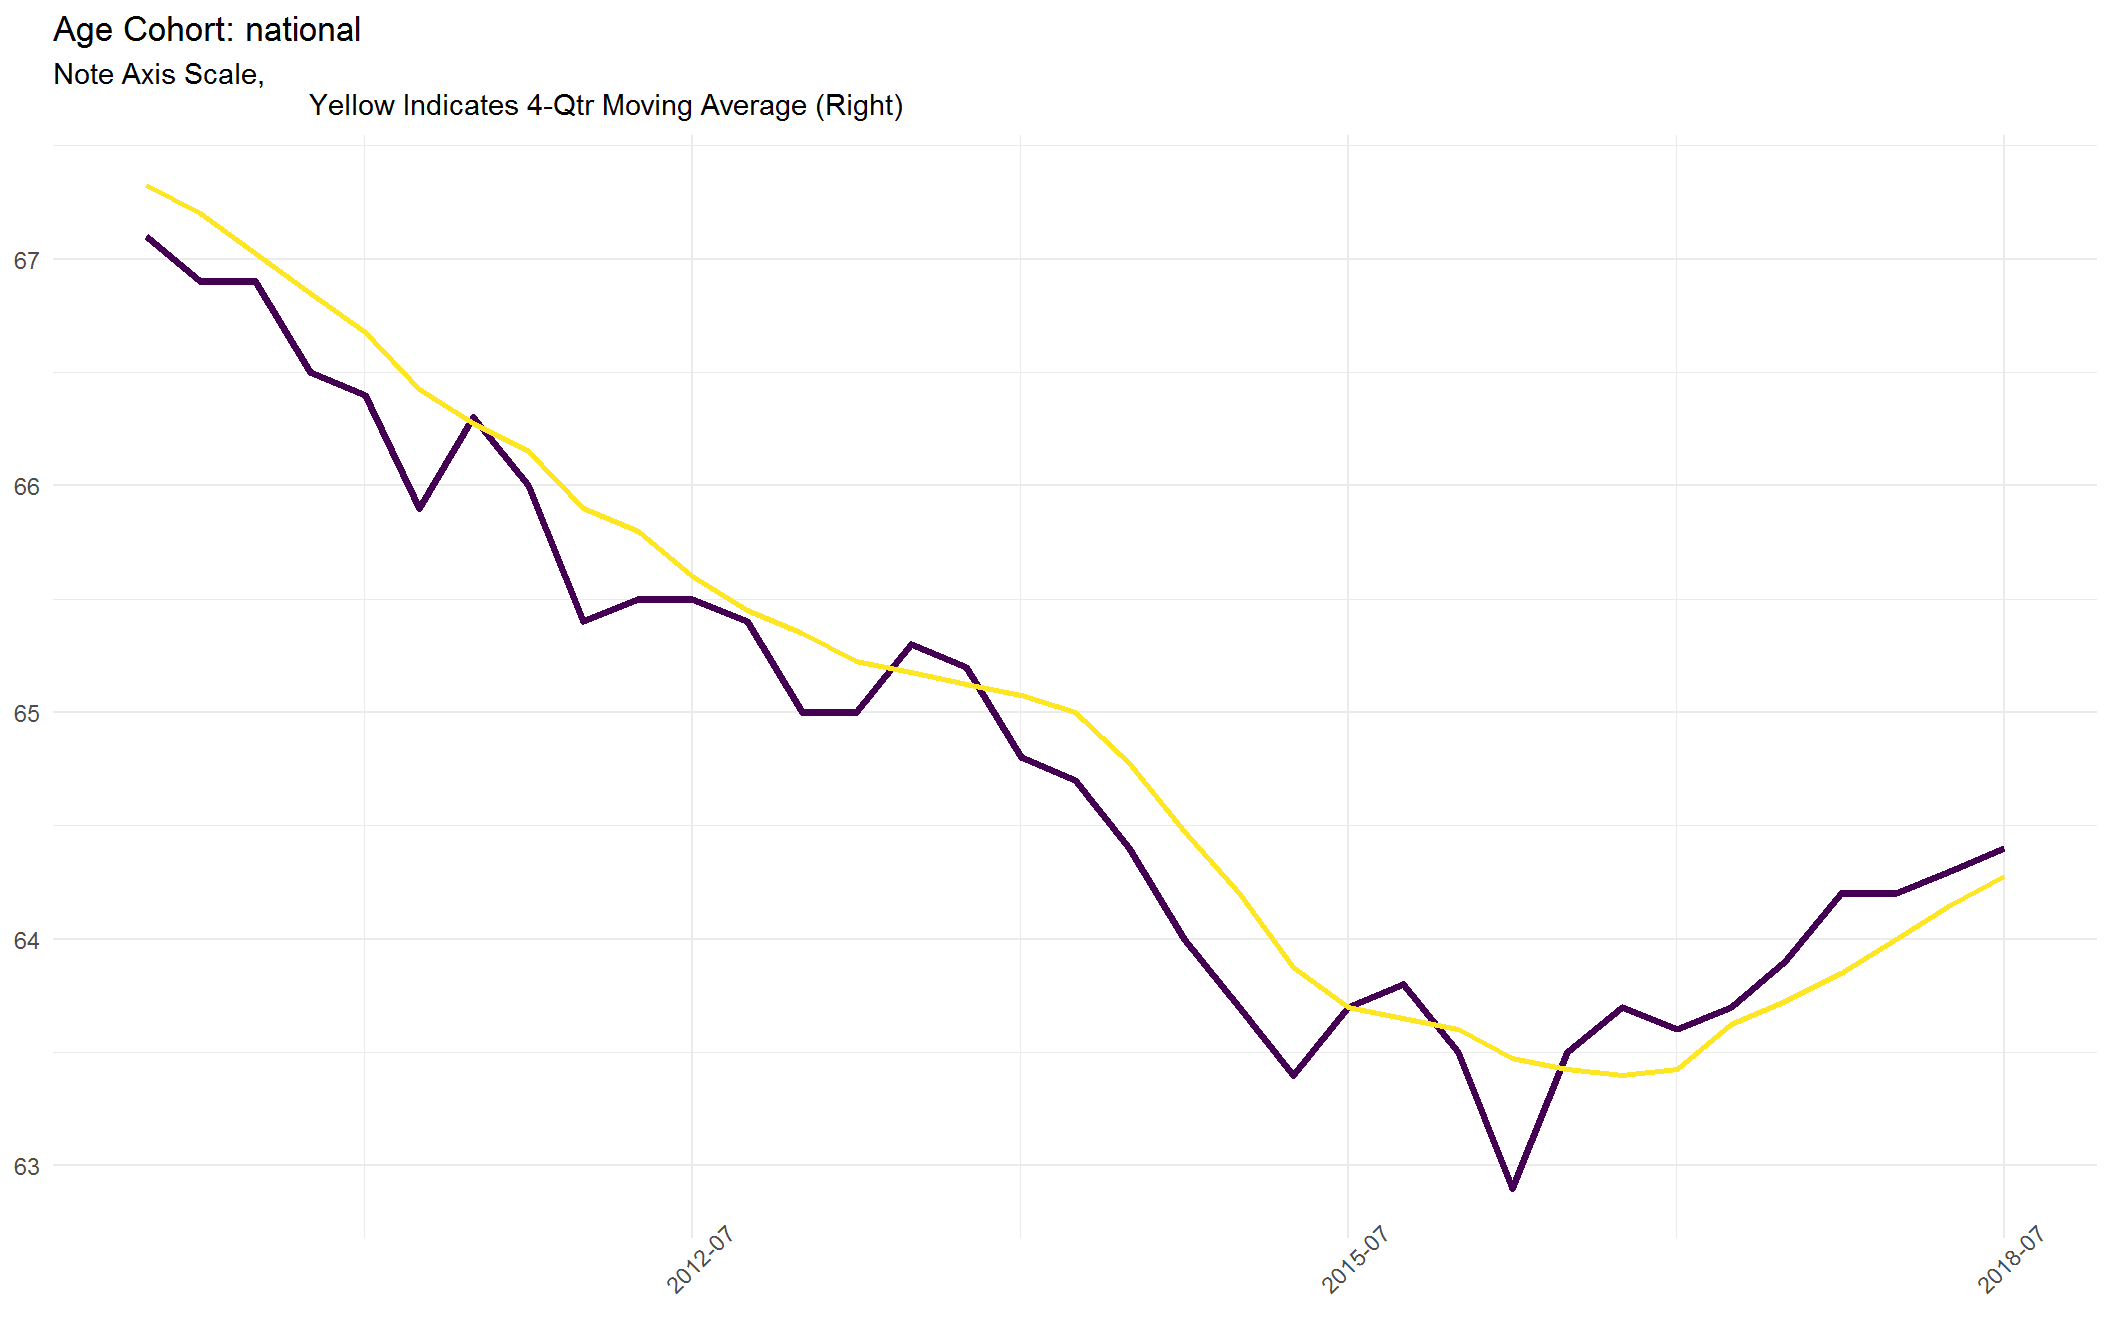 Age Cohort: national
Note Axis Scale,
Yellow Indicates 4-Qtr Moving Average (Right)
67
66
65
64
63
2012-07
2015-07
2018-07